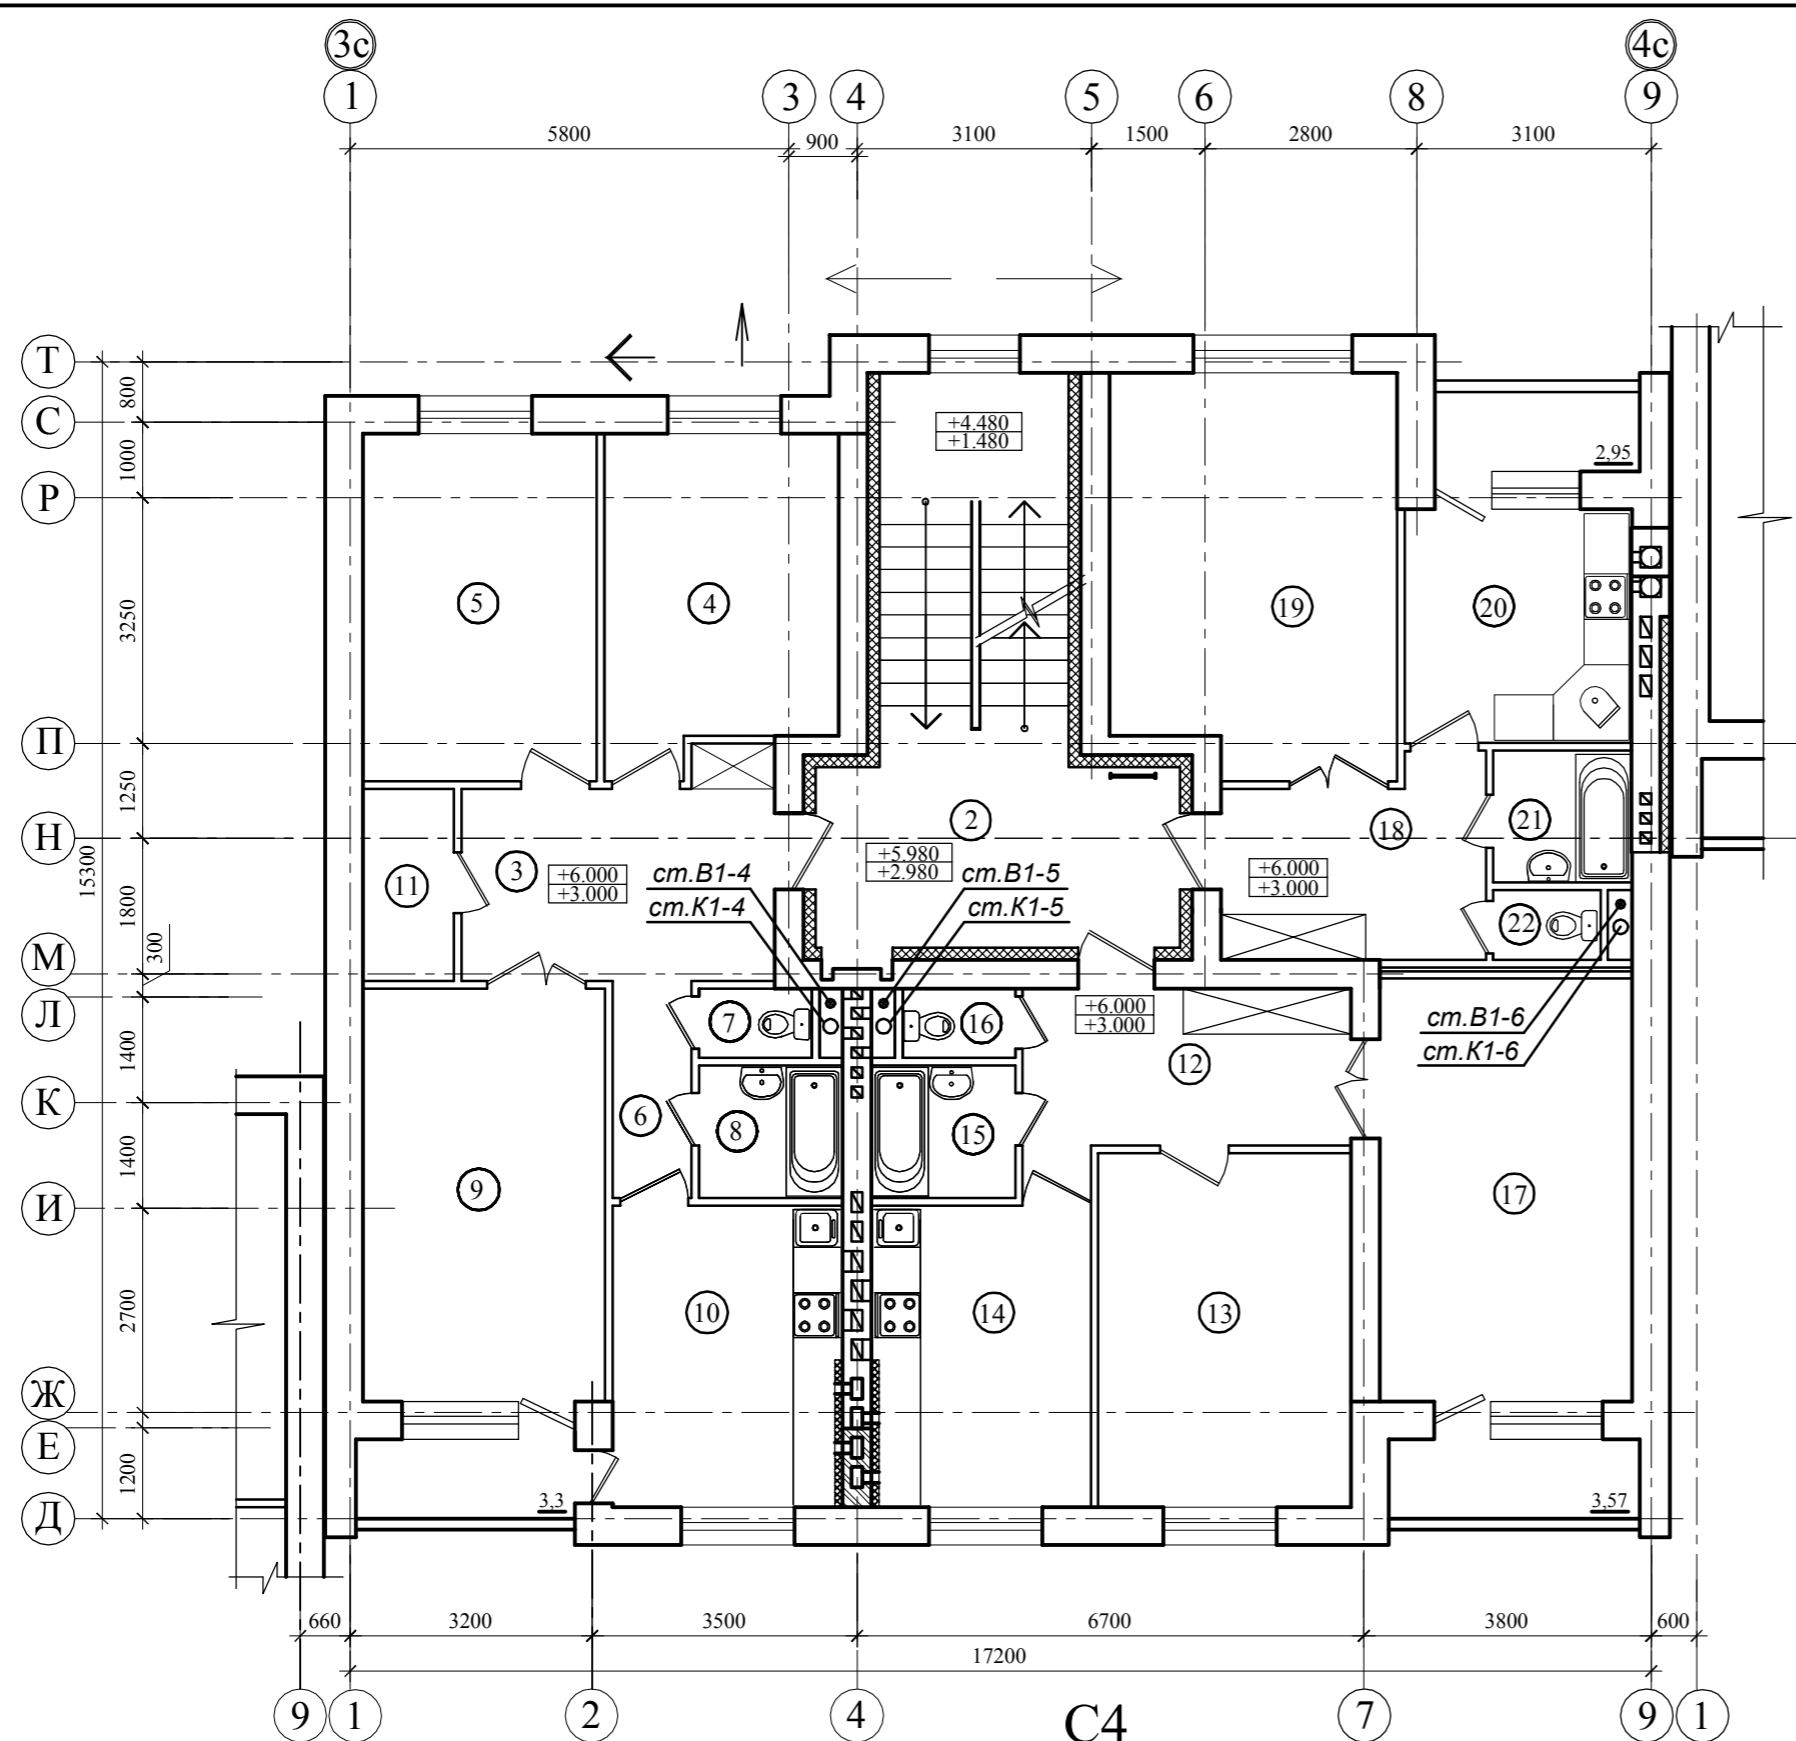 3с 4с
1 3 4 5 6 8 9
5800 900 3100 1500 2800 3100
Т
С
Р
П
Н
М
Л
К
И
Ж
Е
Д
800
1000
3250
1250
1800
300
1400
1400
2700
1200
15300
+4.480
+1.480
2,95
5 4 19 20
2 18 21
+5.980
+2.980
3 11
+6.000
+3.000
+6.000
+3.000
ст.В1-4 ст.В1-5
ст.К1-4 ст.К1-5
22
7 16
+6.000
+3.000
ст.В1-6
ст.К1-6
12
6 8 15
9 17
10 14 13
3,3 3,57
660 3200 3500 6700 3800 600
17200
9 1 2 4 7 9 1
С4